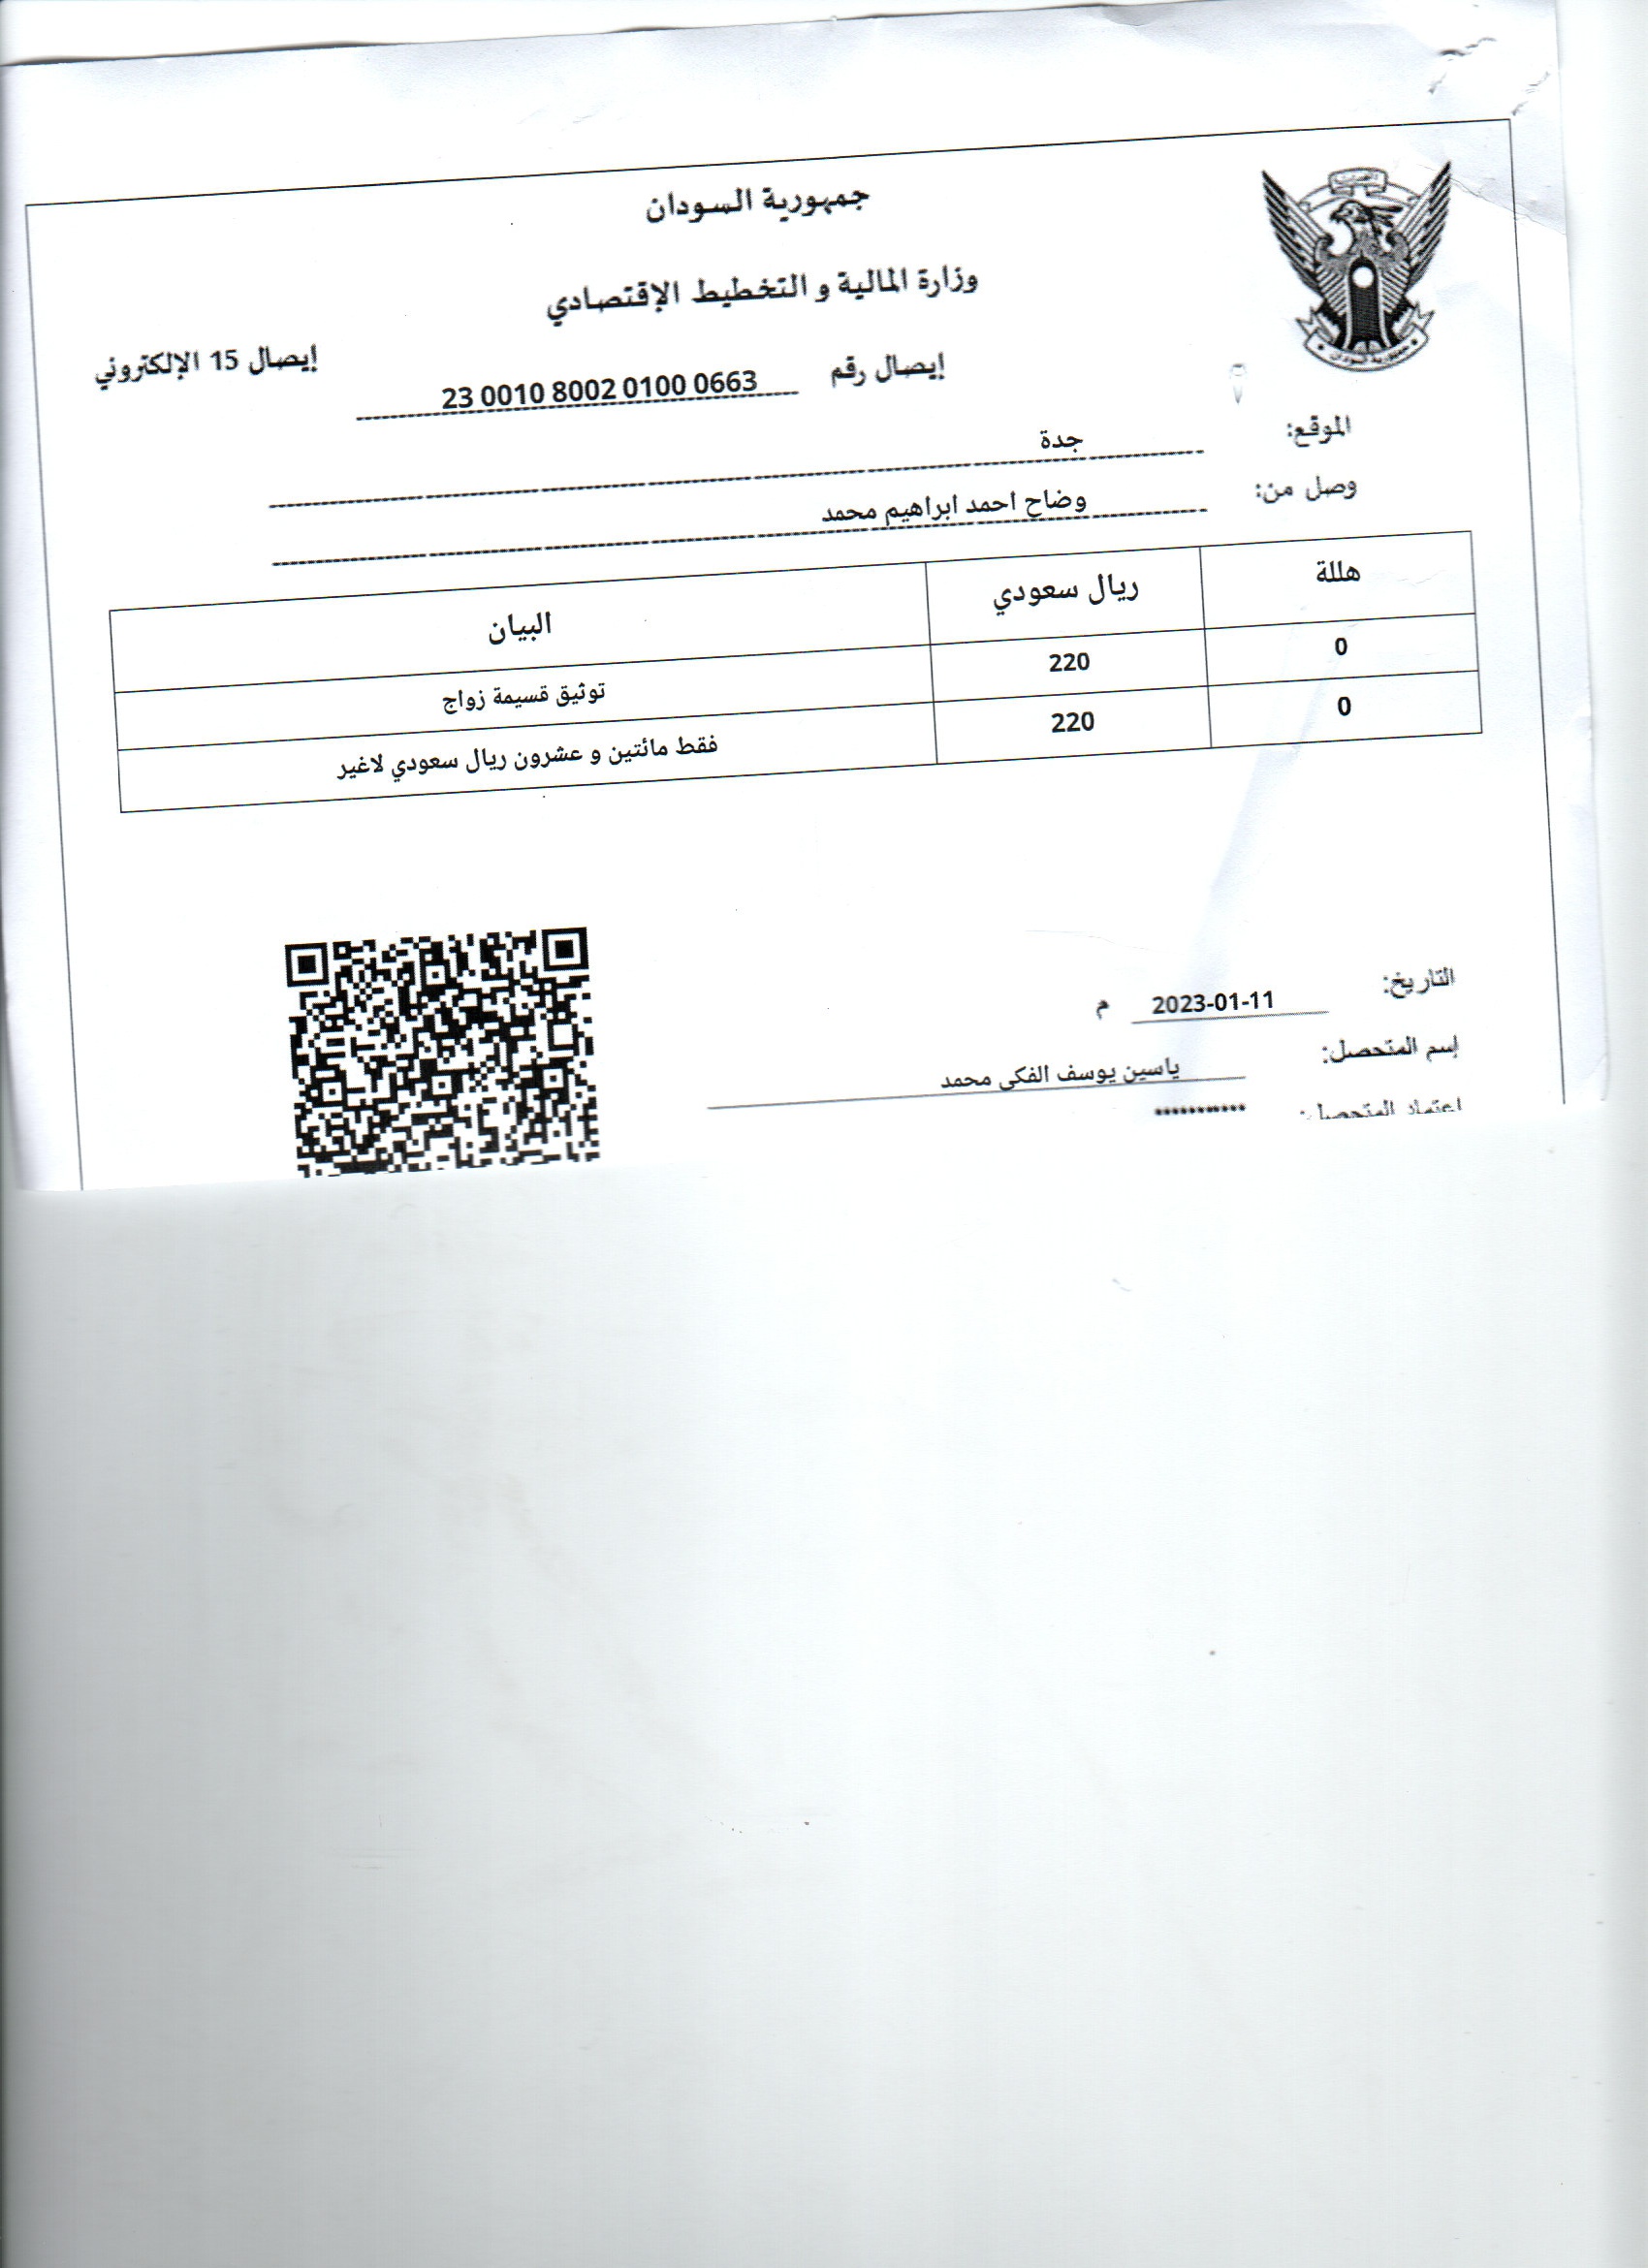 جمهورية السودان
وزارة المالية و التخطيط الإقتصادي
إيصال رقم 23 0010 8002 0100 0663 إيصال 15 الإلكتروني
الموقع: جدة
وصل من: وضاح احمد ابراهيم محمد
هللة ريال سعودي البيان
0 220 توثيق قسيمة زواج
0 220 فقط مائتين و عشرون ريال سعودي لاغير
التاريخ: 2023-01-11 م
إسم المتحصل: ياسين يوسف الفكي محمد
إعتماد المتحصل: ***********